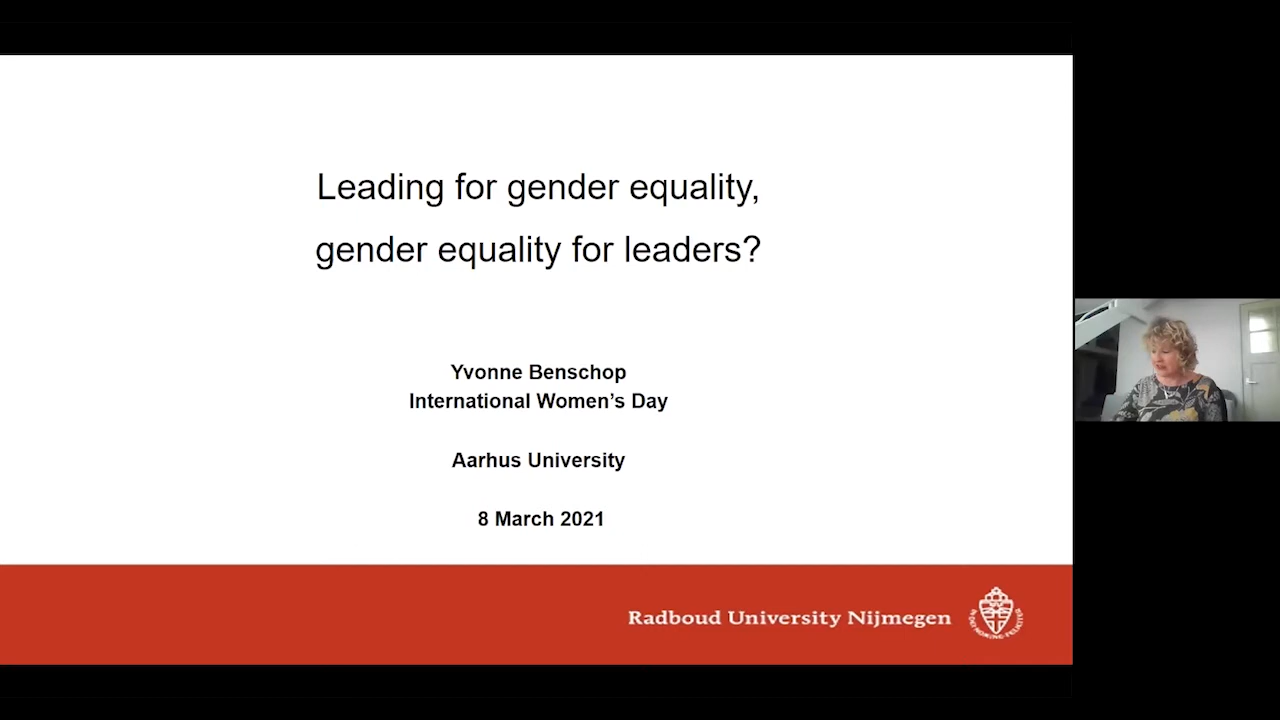 Leading for gender equality,
gender equality for leaders?
Yvonne Benschop
International Women’s Day
Aarhus University
8 March 2021
Radboud University Nijmegen